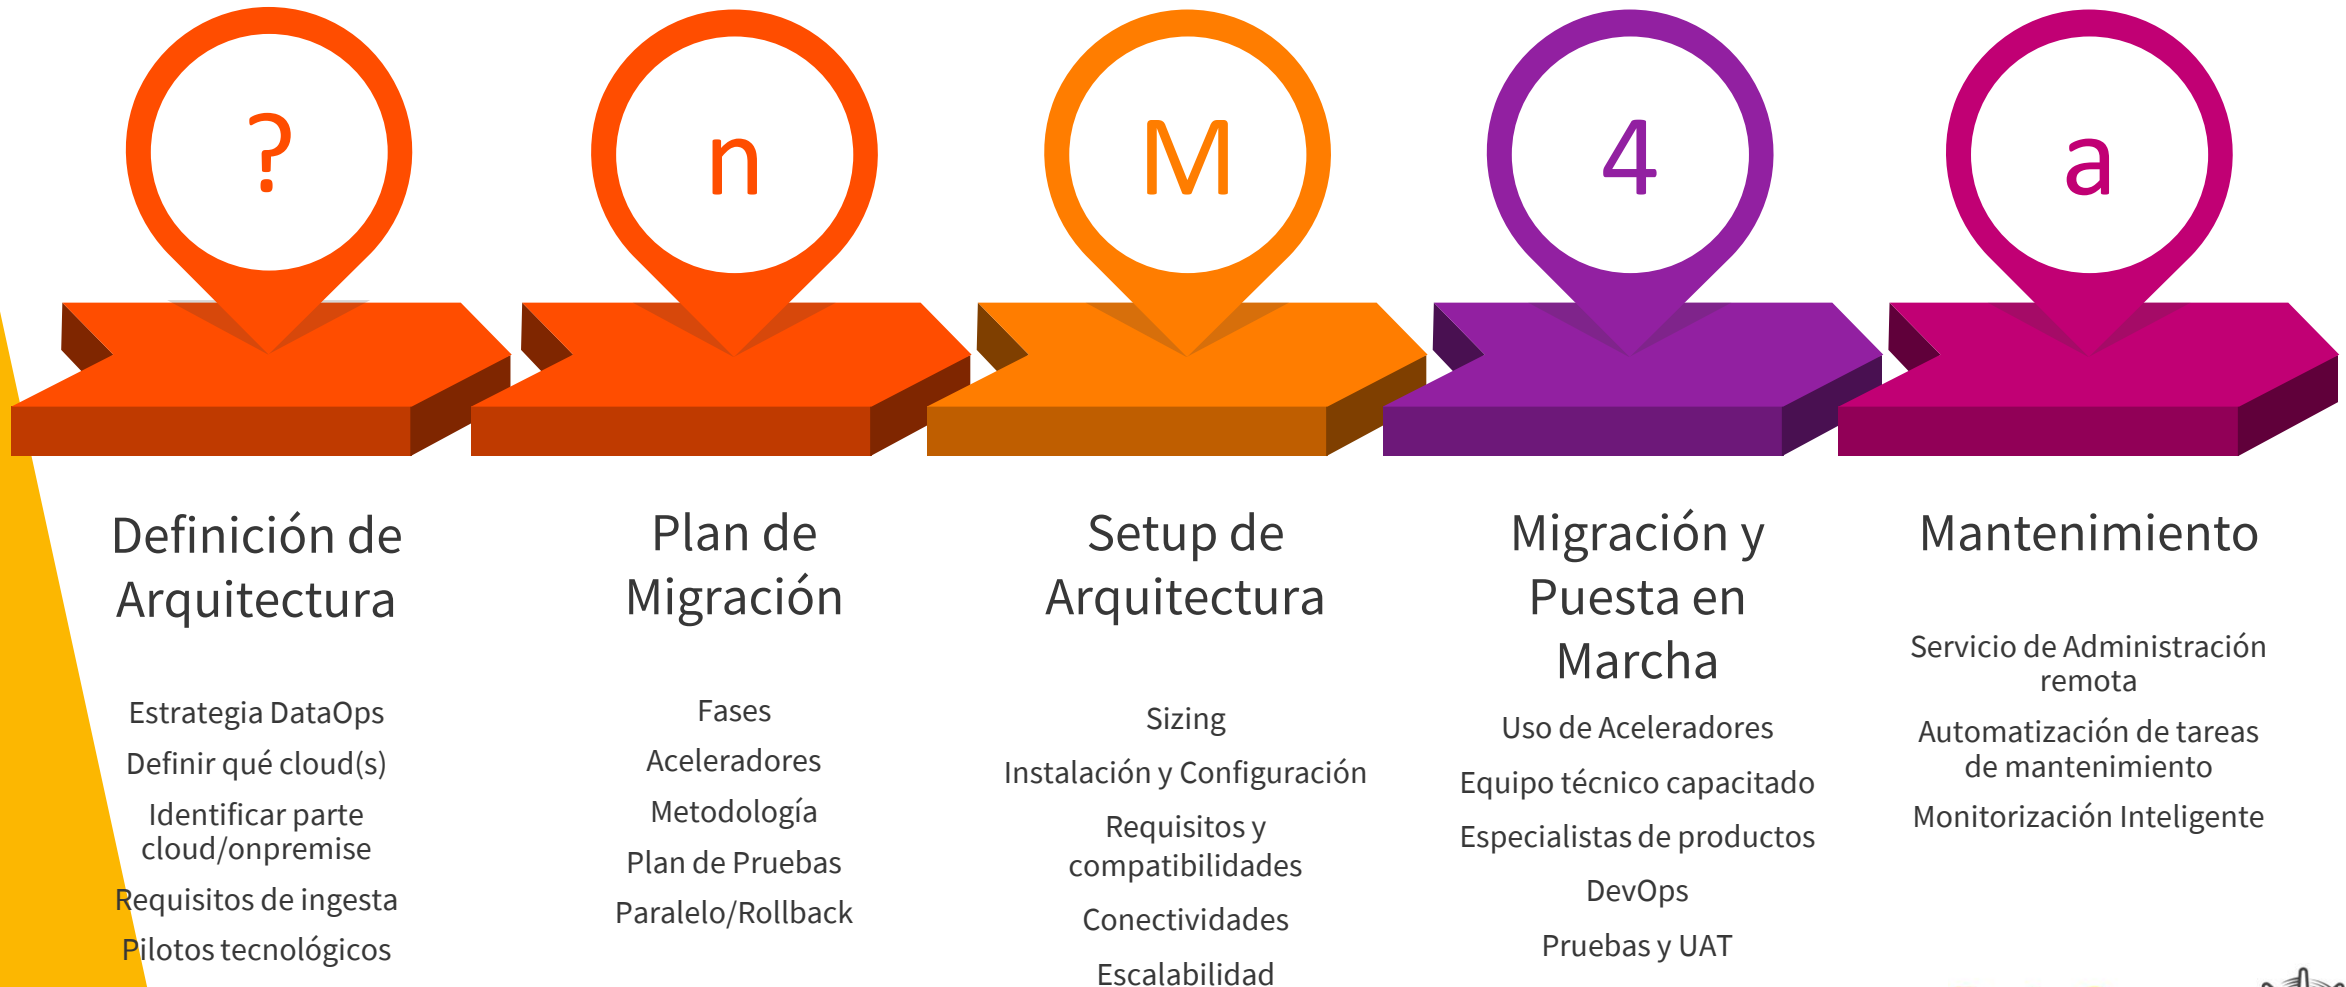 ?
n
M
4
a
Definición de
Arquitectura
Estrategia DataOps
Definir qué cloud(s)
Identificar parte
cloud/onpremise
Requisitos de ingesta
Pilotos tecnológicos
Plan de
Migración
Fases
Aceleradores
Metodología
Plan de Pruebas
Paralelo/Rollback
Setup de
Arquitectura
Sizing
Instalación y Configuración
Requisitos y
compatibilidades
Conectividades
Escalabilidad
Migración y
Puesta en
Marcha
Uso de Aceleradores
Equipo técnico capacitado
Especialistas de productos
DevOps
Pruebas y UAT
Mantenimiento
Servicio de Administración
remota
Automatización de tareas
de mantenimiento
Monitorización Inteligente